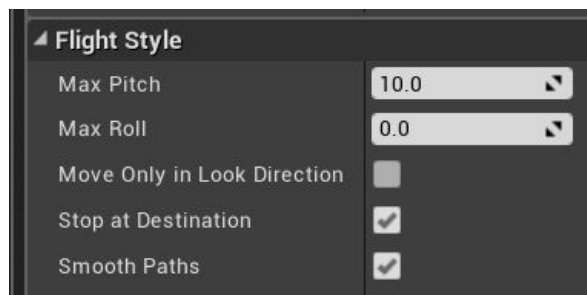 Flight Style
Max Pitch 10.0
Max Roll 0.0
Move Only in Look Direction
Stop at Destination
Smooth Paths